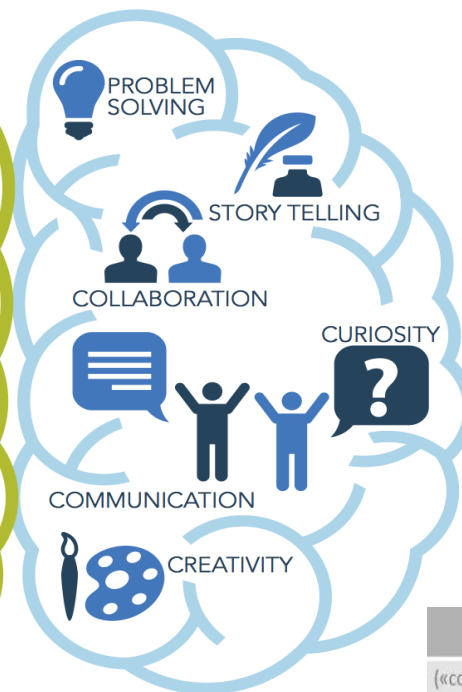 PROBLEM
SOLVING
STORY TELLING
COLLABORATION
CURIOSITY
?
COMMUNICATION
CREATIVITY